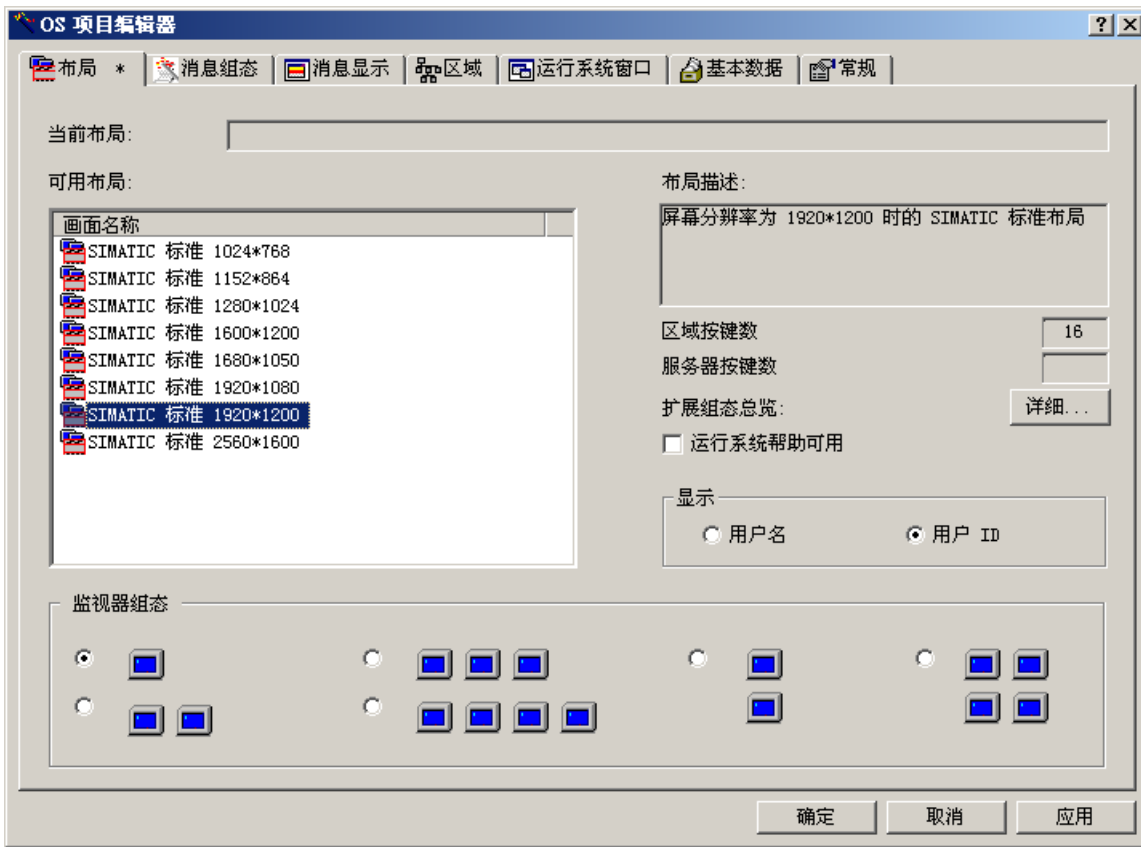 OS 项目编辑器
布局 * 消息组态 消息显示 区域 运行系统窗口 基本数据 常规
当前布局:
可用布局:
画面名称
SIMATIC 标准 1024*768
SIMATIC 标准 1152*864
SIMATIC 标准 1280*1024
SIMATIC 标准 1600*1200
SIMATIC 标准 1680*1050
SIMATIC 标准 1920*1080
SIMATIC 标准 1920*1200
SIMATIC 标准 2560*1600
布局描述:
屏幕分辨率为 1920*1200 时的 SIMATIC 标准布局
区域按键数 16
服务器按键数
扩展组态总览: 详细...
运行系统帮助可用
显示
用户名 用户 ID
监视器组态
确定 取消 应用